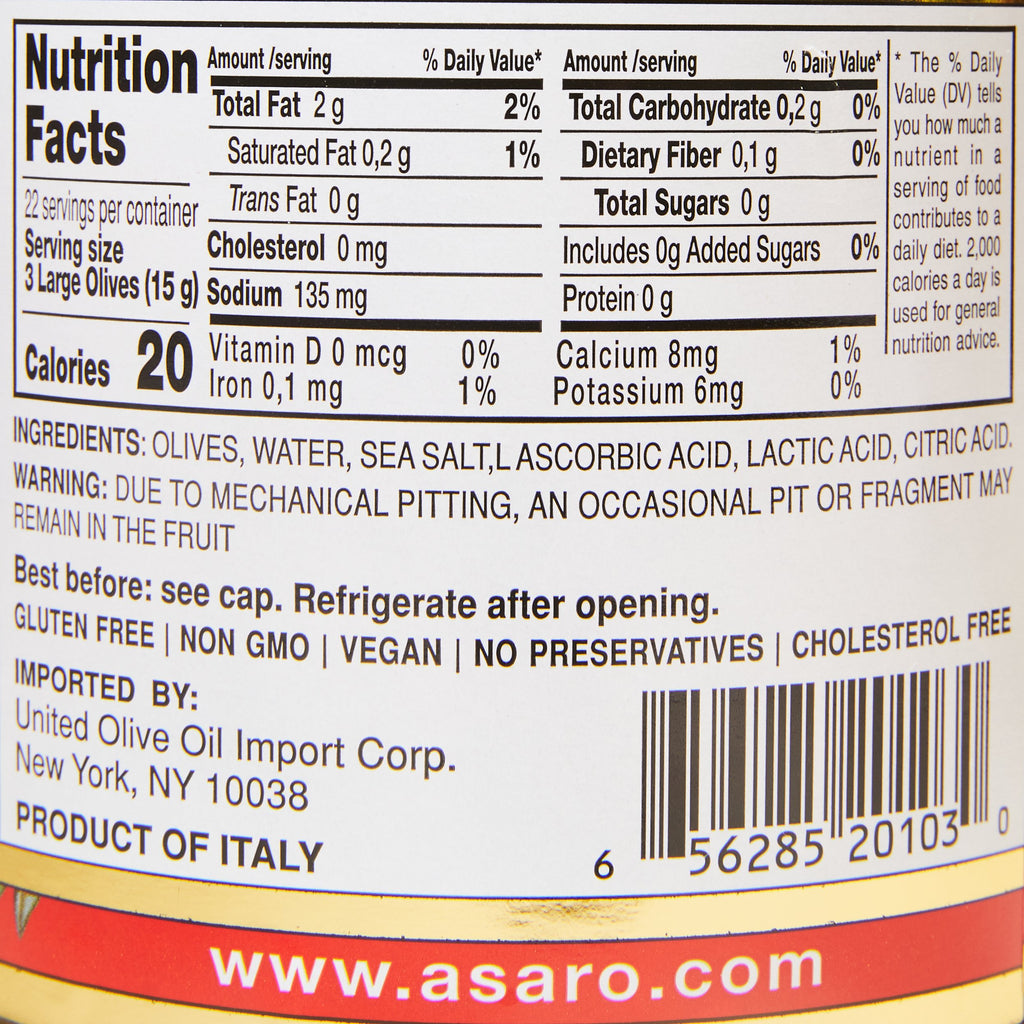 Nutrition
Facts
22 servings per container
Serving size
3 Large Olives (15 g)
Calories 20
Amount /serving % Daily Value*
Total Fat 2 g 2%
Saturated Fat 0,2 g 1%
Trans Fat 0 g
Cholesterol 0 mg
Sodium 135 mg
Vitamin D 0 mcg 0%
Iron 0,1 mg 1%
Amount /serving % Daily Value*
Total Carbohydrate 0,2 g 0%
Dietary Fiber 0,1 g 0%
Total Sugars 0 g
Includes 0g Added Sugars 0%
Protein 0 g
Calcium 8mg 1%
Potassium 6mg 0%
* The % Daily
Value (DV) tells
you how much a
nutrient in a
serving of food
contributes to a
daily diet. 2,000
calories a day is
used for general
nutrition advice.
INGREDIENTS: OLIVES, WATER, SEA SALT,L ASCORBIC ACID, LACTIC ACID, CITRIC ACID.
WARNING: DUE TO MECHANICAL PITTING, AN OCCASIONAL PIT OR FRAGMENT MAY
REMAIN IN THE FRUIT
Best before: see cap. Refrigerate after opening.
GLUTEN FREE | NON GMO | VEGAN | NO PRESERVATIVES | CHOLESTEROL FREE
IMPORTED BY:
United Olive Oil Import Corp.
New York, NY 10038
PRODUCT OF ITALY
6 56285 20103 0
www.asaro.com